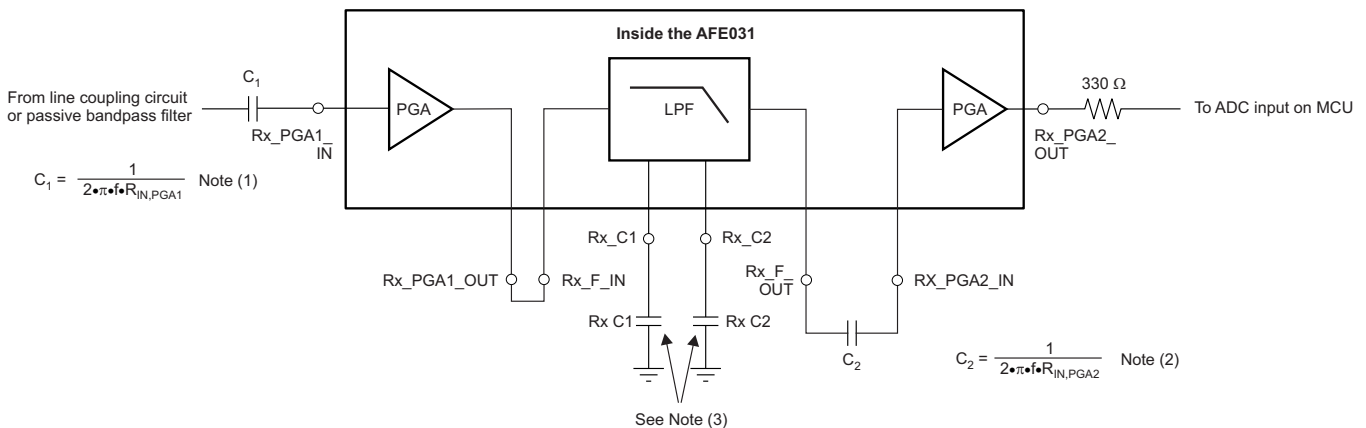 Inside the AFE031
C1
From line coupling circuit
or passive bandpass filter
Rx_PGA1_
IN
PGA
LPF
PGA
330 Ω
Rx_PGA2_
OUT
To ADC input on MCU
C1 = 1 / 2•π•f•RIN,PGA1 Note (1)
Rx_C1
Rx_C2
Rx_PGA1_OUT
Rx_F_IN
Rx_F_
OUT
RX_PGA2_IN
Rx C1
Rx C2
C2
C2 = 1 / 2•π•f•RIN,PGA2 Note (2)
See Note (3)